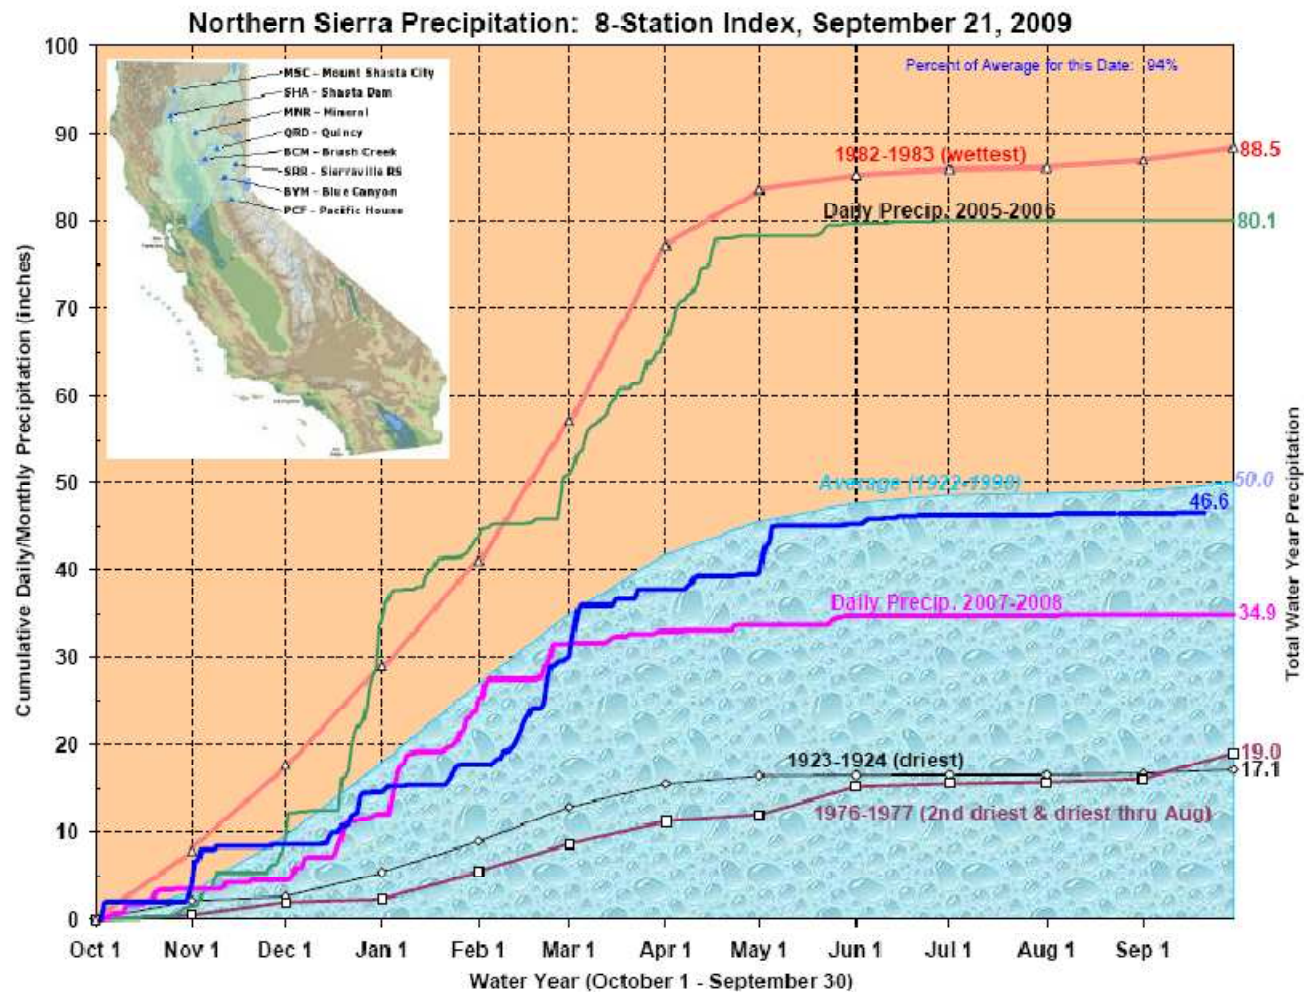 Northern Sierra Precipitation: 8-Station Index, September 21, 2009
Percent of Average for this Date: 94%
MSC - Mount Shasta City
SHA - Shasta Dam
MNR - Mineral
QRD - Quincy
BCM - Brush Creek
SRR - Sierraville RS
BYM - Blue Canyon
PCF - Pacific House
Cumulative Daily/Monthly Precipitation (inches)
100
90
80
70
60
50
40
30
20
10
0
1982-1983 (wettest)
88.5
Daily Precip. 2005-2006
80.1
Average (1922-1998)
50.0
46.6
Daily Precip. 2007-2008
34.9
1923-1924 (driest)
19.0
17.1
1976-1977 (2nd driest & driest thru Aug)
Total Water Year Precipitation
Oct 1 Nov 1 Dec 1 Jan 1 Feb 1 Mar 1 Apr 1 May 1 Jun 1 Jul 1 Aug 1 Sep 1
Water Year (October 1 - September 30)